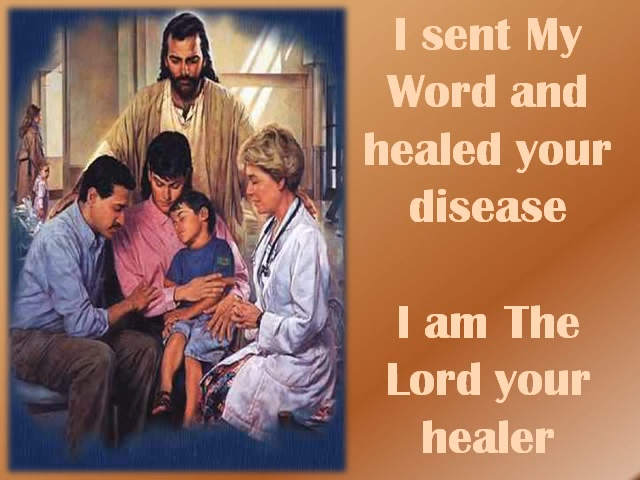 I sent My
Word and
healed your
disease
I am The
Lord your
healer